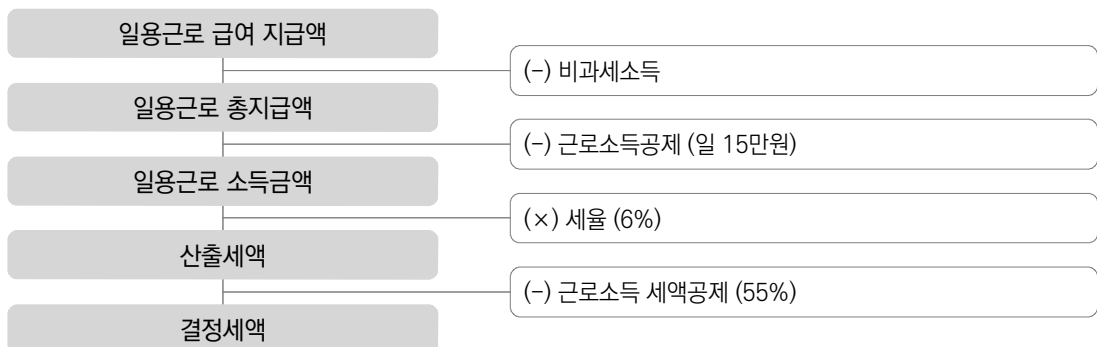 일용근로 급여 지급액
(-) 비과세소득
일용근로 총지급액
(-) 근로소득공제 (일 15만원)
일용근로 소득금액
(×) 세율 (6%)
산출세액
(-) 근로소득 세액공제 (55%)
결정세액